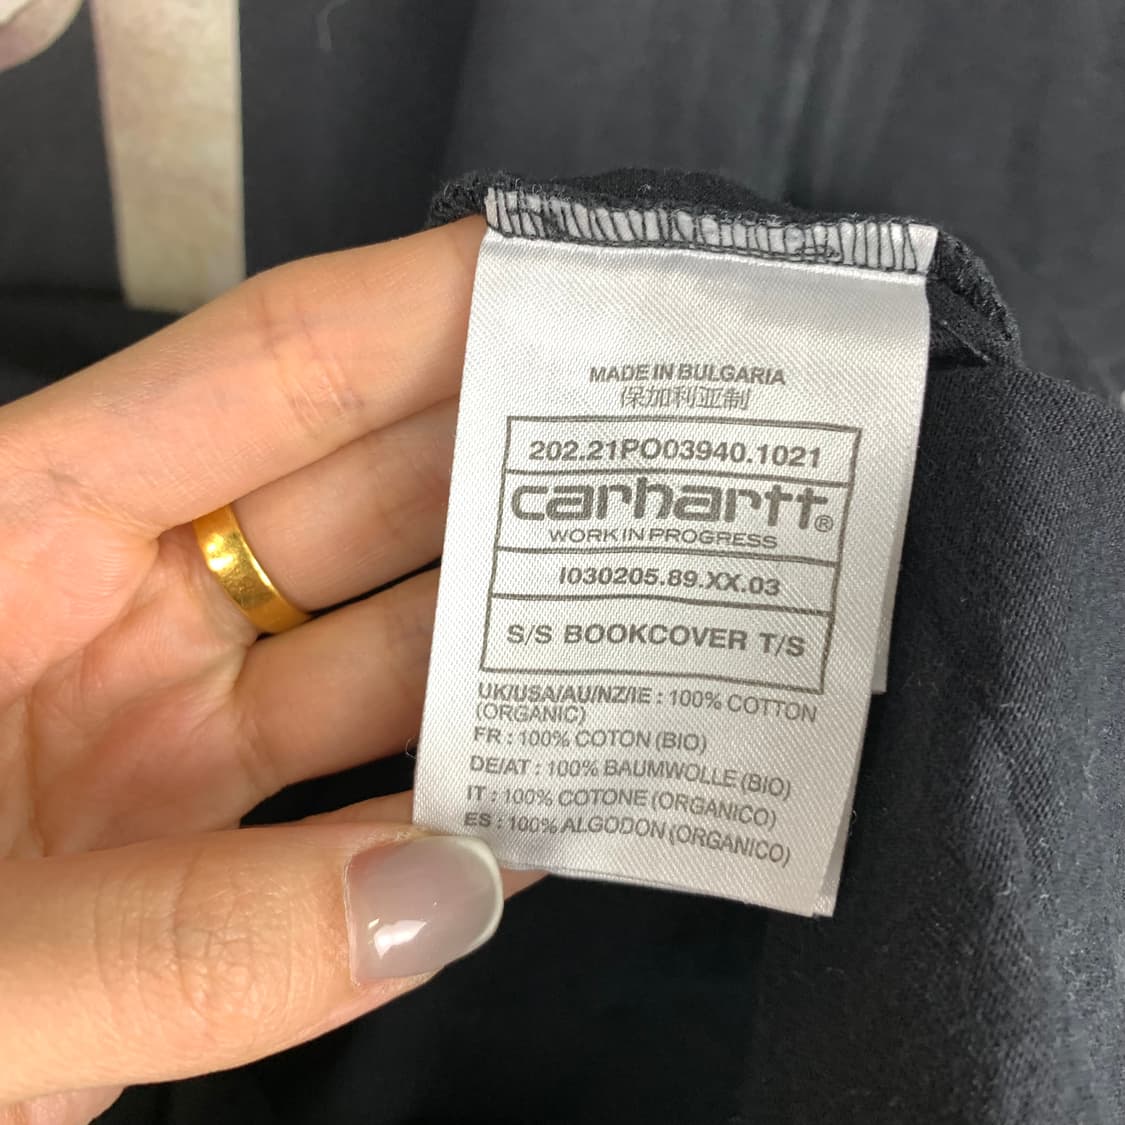 MADE IN BULGARIA
保加利亚制
202.21PO03940.1021
carhartt®
WORK IN PROGRESS
I030205.89.XX.03
S/S BOOKCOVER T/S
UK/USA/AU/NZ/IE : 100% COTTON
(ORGANIC)
FR : 100% COTON (BIO)
DE/AT : 100% BAUMWOLLE (BIO)
IT : 100% COTONE (ORGANICO)
ES : 100% ALGODON (ORGANICO)